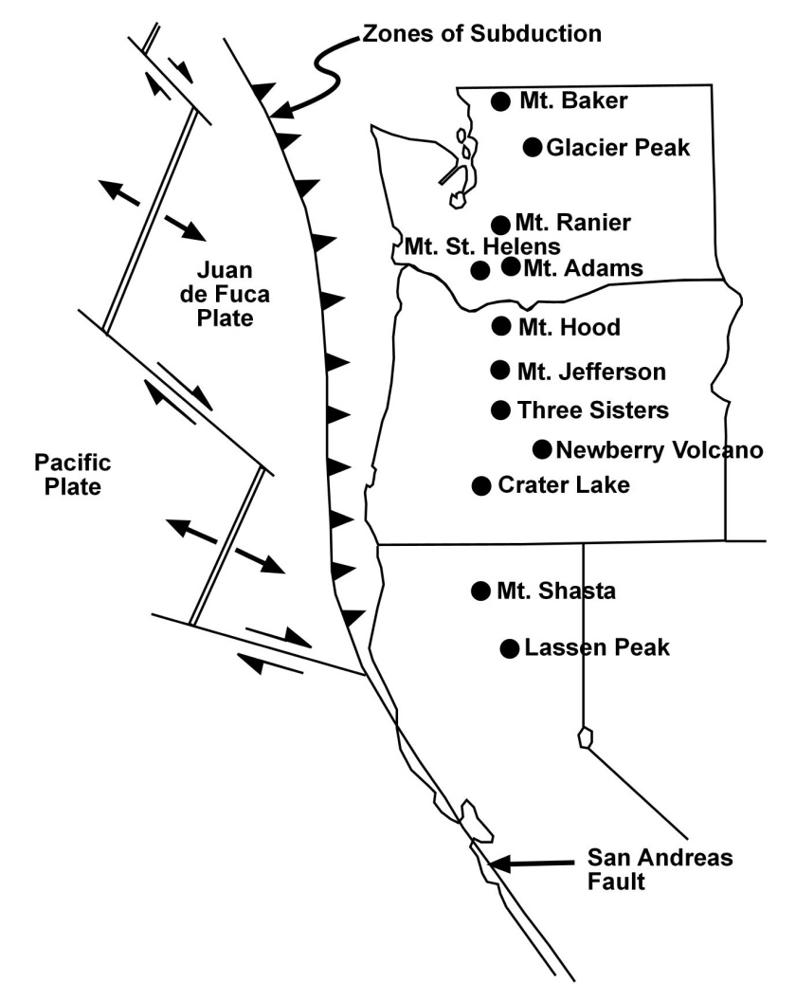 Zones of Subduction
Mt. Baker
Glacier Peak
Mt. Ranier
Mt. St. Helens
Mt. Adams
Juan
de Fuca
Plate
Mt. Hood
Mt. Jefferson
Three Sisters
Newberry Volcano
Pacific
Plate
Crater Lake
Mt. Shasta
Lassen Peak
San Andreas
Fault